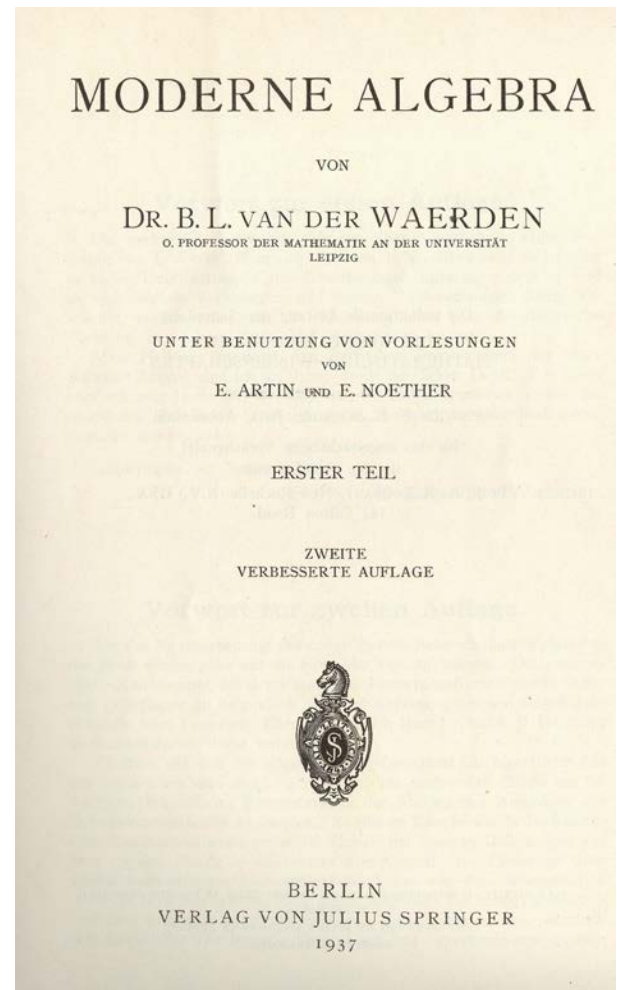 MODERNE ALGEBRA
VON
DR. B. L. VAN DER WAERDEN
O. PROFESSOR DER MATHEMATIK AN DER UNIVERSITÄT
LEIPZIG
UNTER BENUTZUNG VON VORLESUNGEN
VON
E. ARTIN UND E. NOETHER
ERSTER TEIL
ZWEITE
VERBESSERTE AUFLAGE
BERLIN
VERLAG VON JULIUS SPRINGER
1937